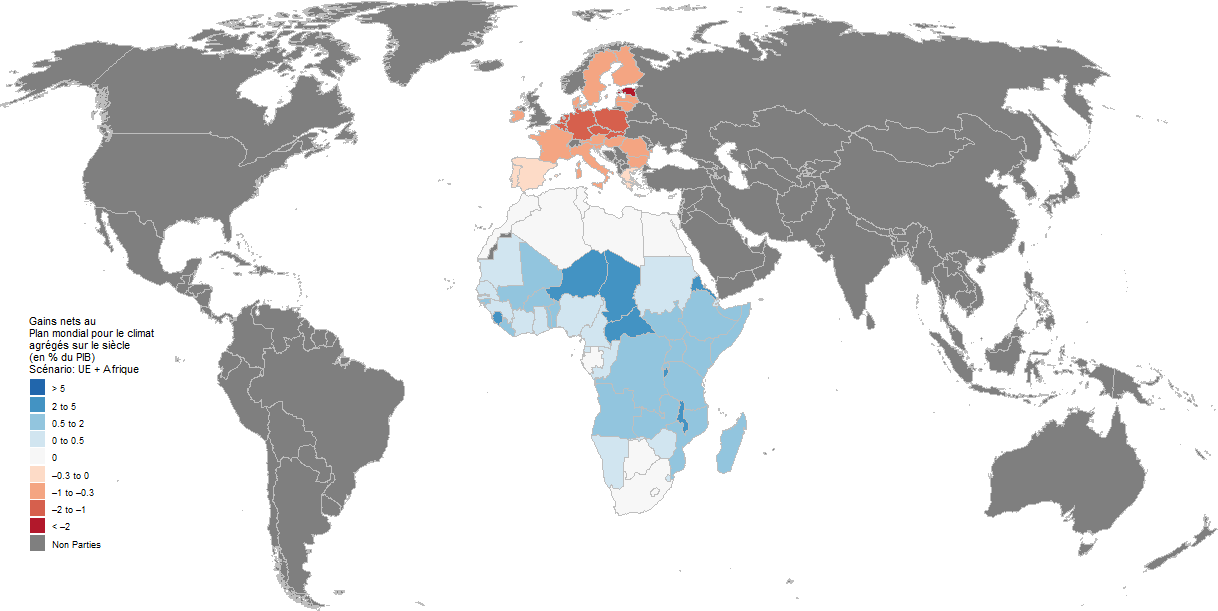 Gains nets au
Plan mondial pour le climat
agrégés sur le siècle
(en % du PIB)
Scénario: UE + Afrique
> 5
2 to 5
0.5 to 2
0 to 0.5
0
–0.3 to 0
–1 to –0.3
–2 to –1
< –2
Non Parties